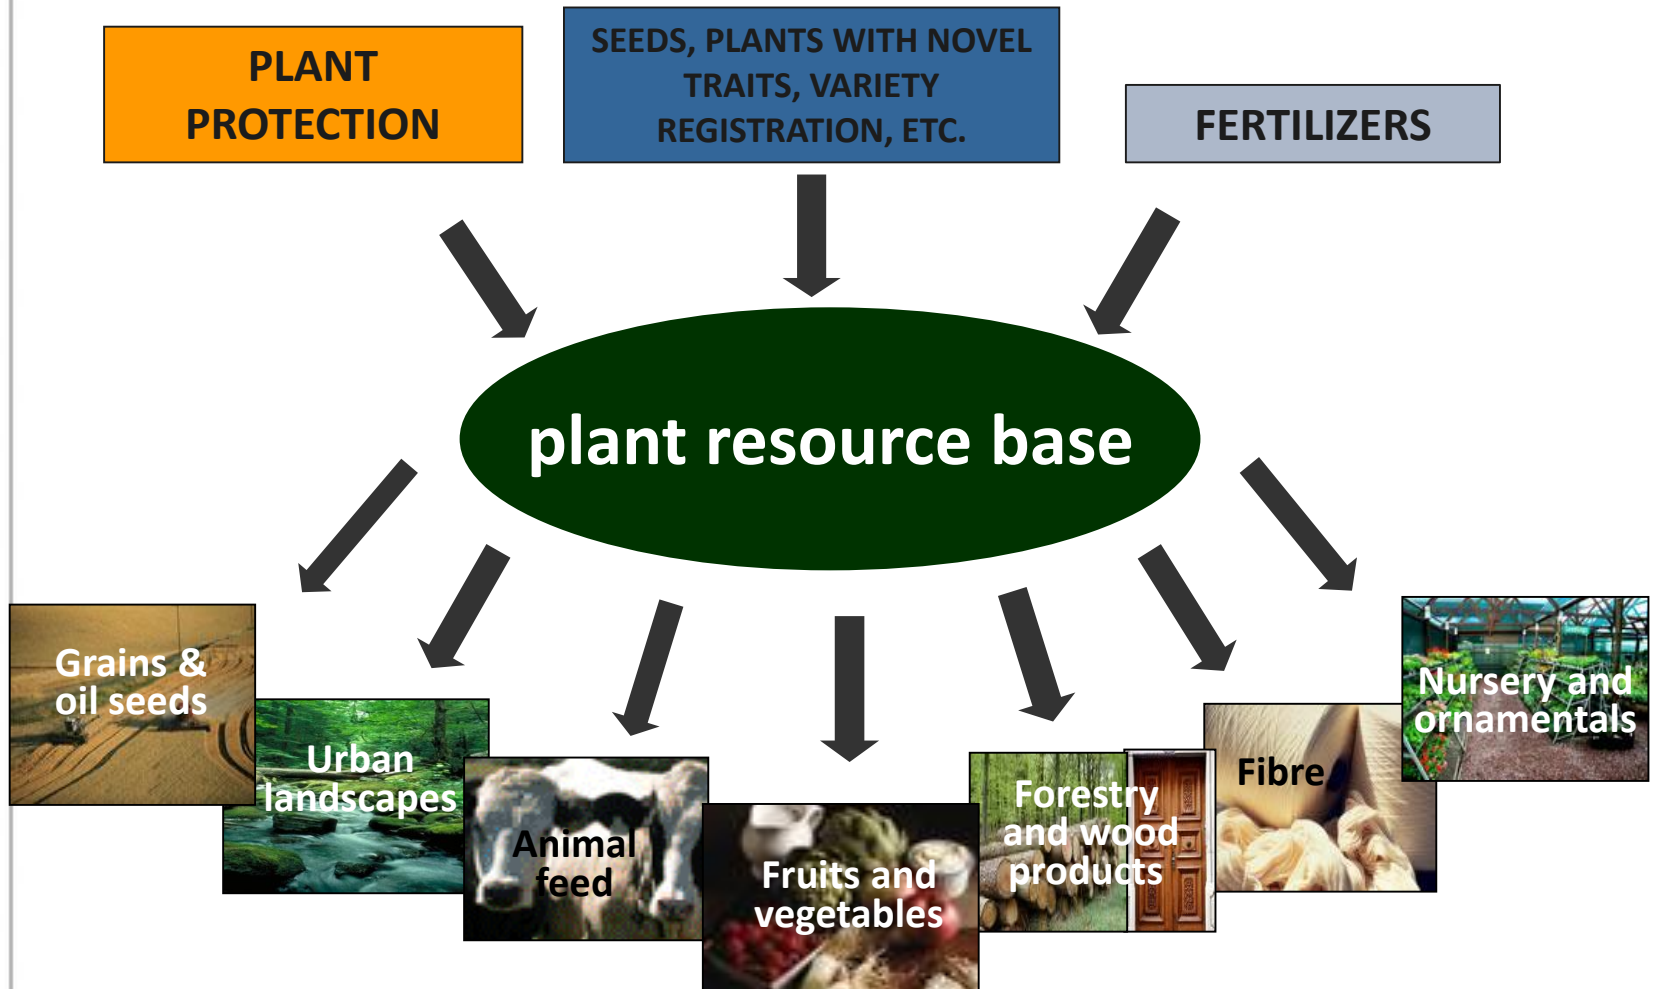 PLANT
PROTECTION
SEEDS, PLANTS WITH NOVEL
TRAITS, VARIETY
REGISTRATION, ETC.
FERTILIZERS
plant resource base
Grains &
oil seeds
Urban
landscapes
Animal
feed
Fruits and
vegetables
Forestry
and wood
products
Fibre
Nursery and
ornamentals